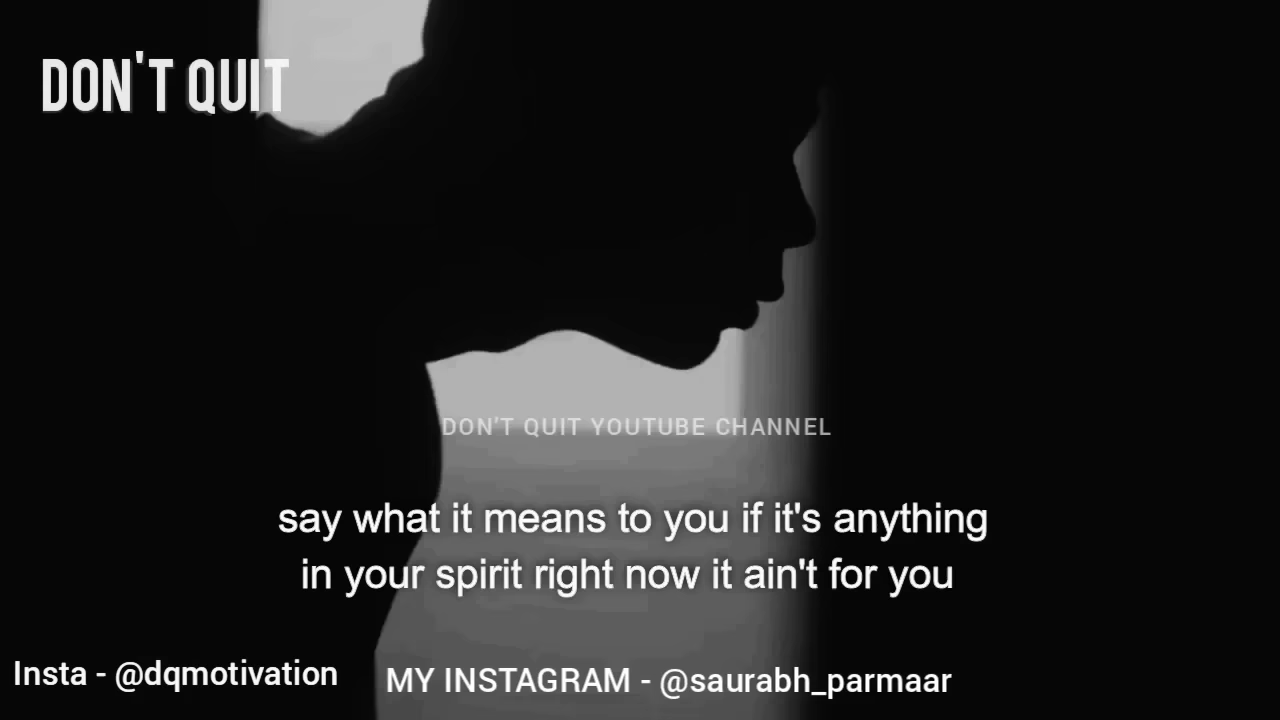 DON'T QUIT
DON'T QUIT YOUTUBE CHANNEL
say what it means to you if it's anything
in your spirit right now it ain't for you
Insta - @dqmotivation
MY INSTAGRAM - @saurabh_parmaar